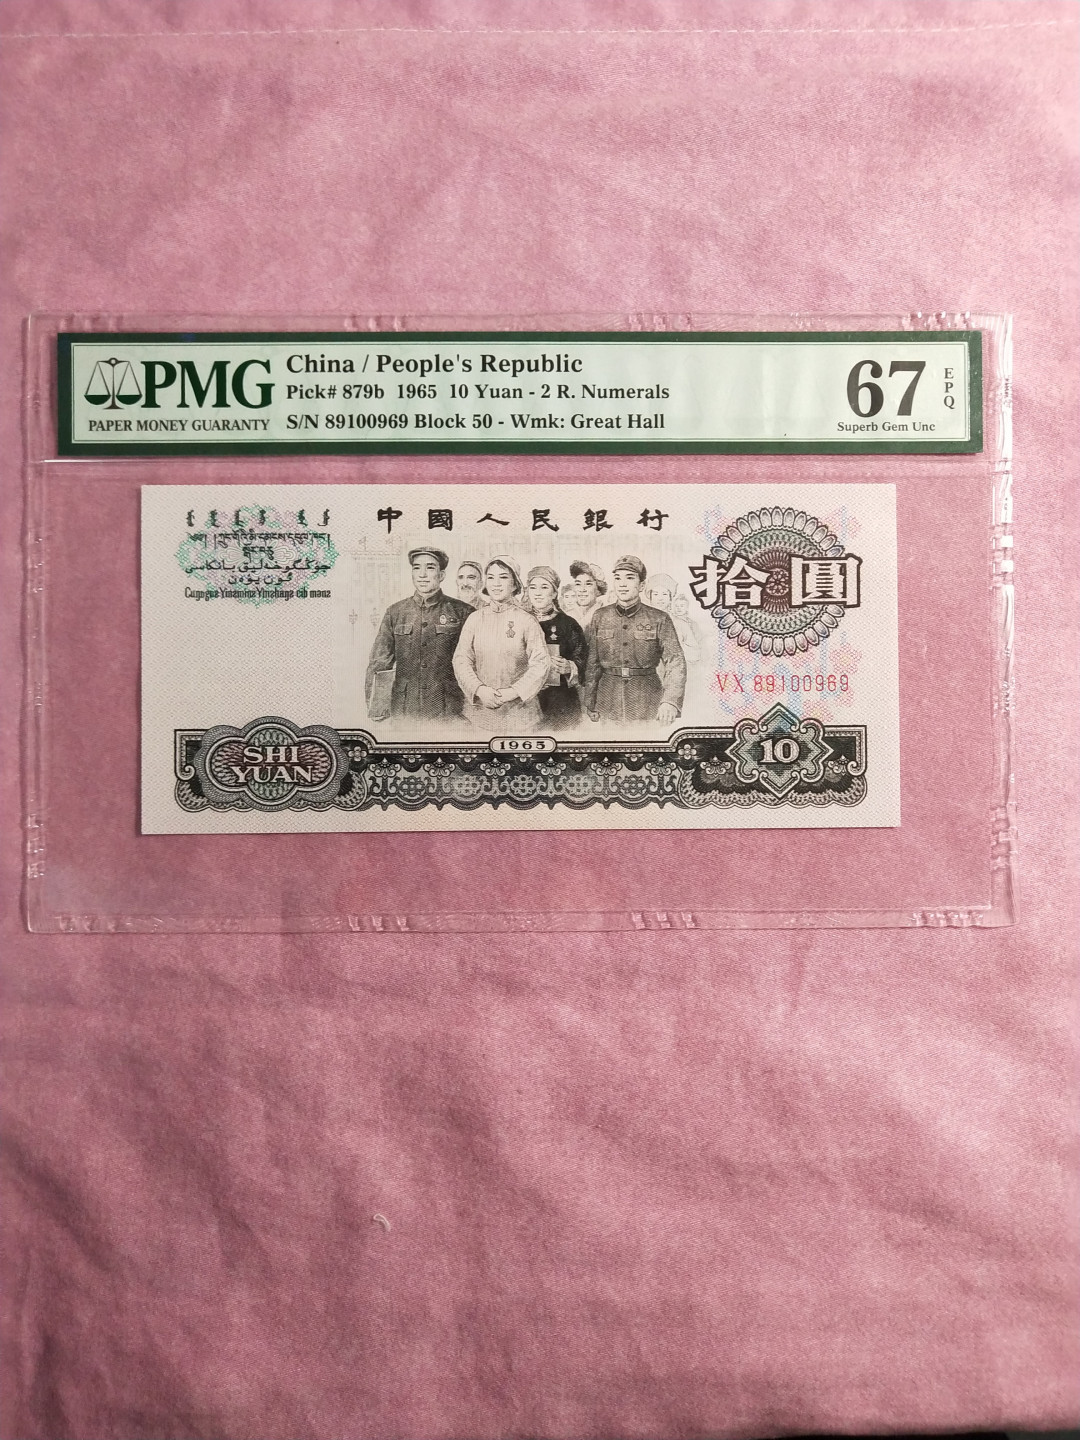 PMG
PAPER MONEY GUARANTY
China / People's Republic
Pick# 879b 1965 10 Yuan - 2 R. Numerals
S/N 89100969 Block 50 - Wmk: Great Hall
67
EPQ
Superb Gem Unc
中國人民銀行
拾圓
VX 89100969
1965
SHI
YUAN
10